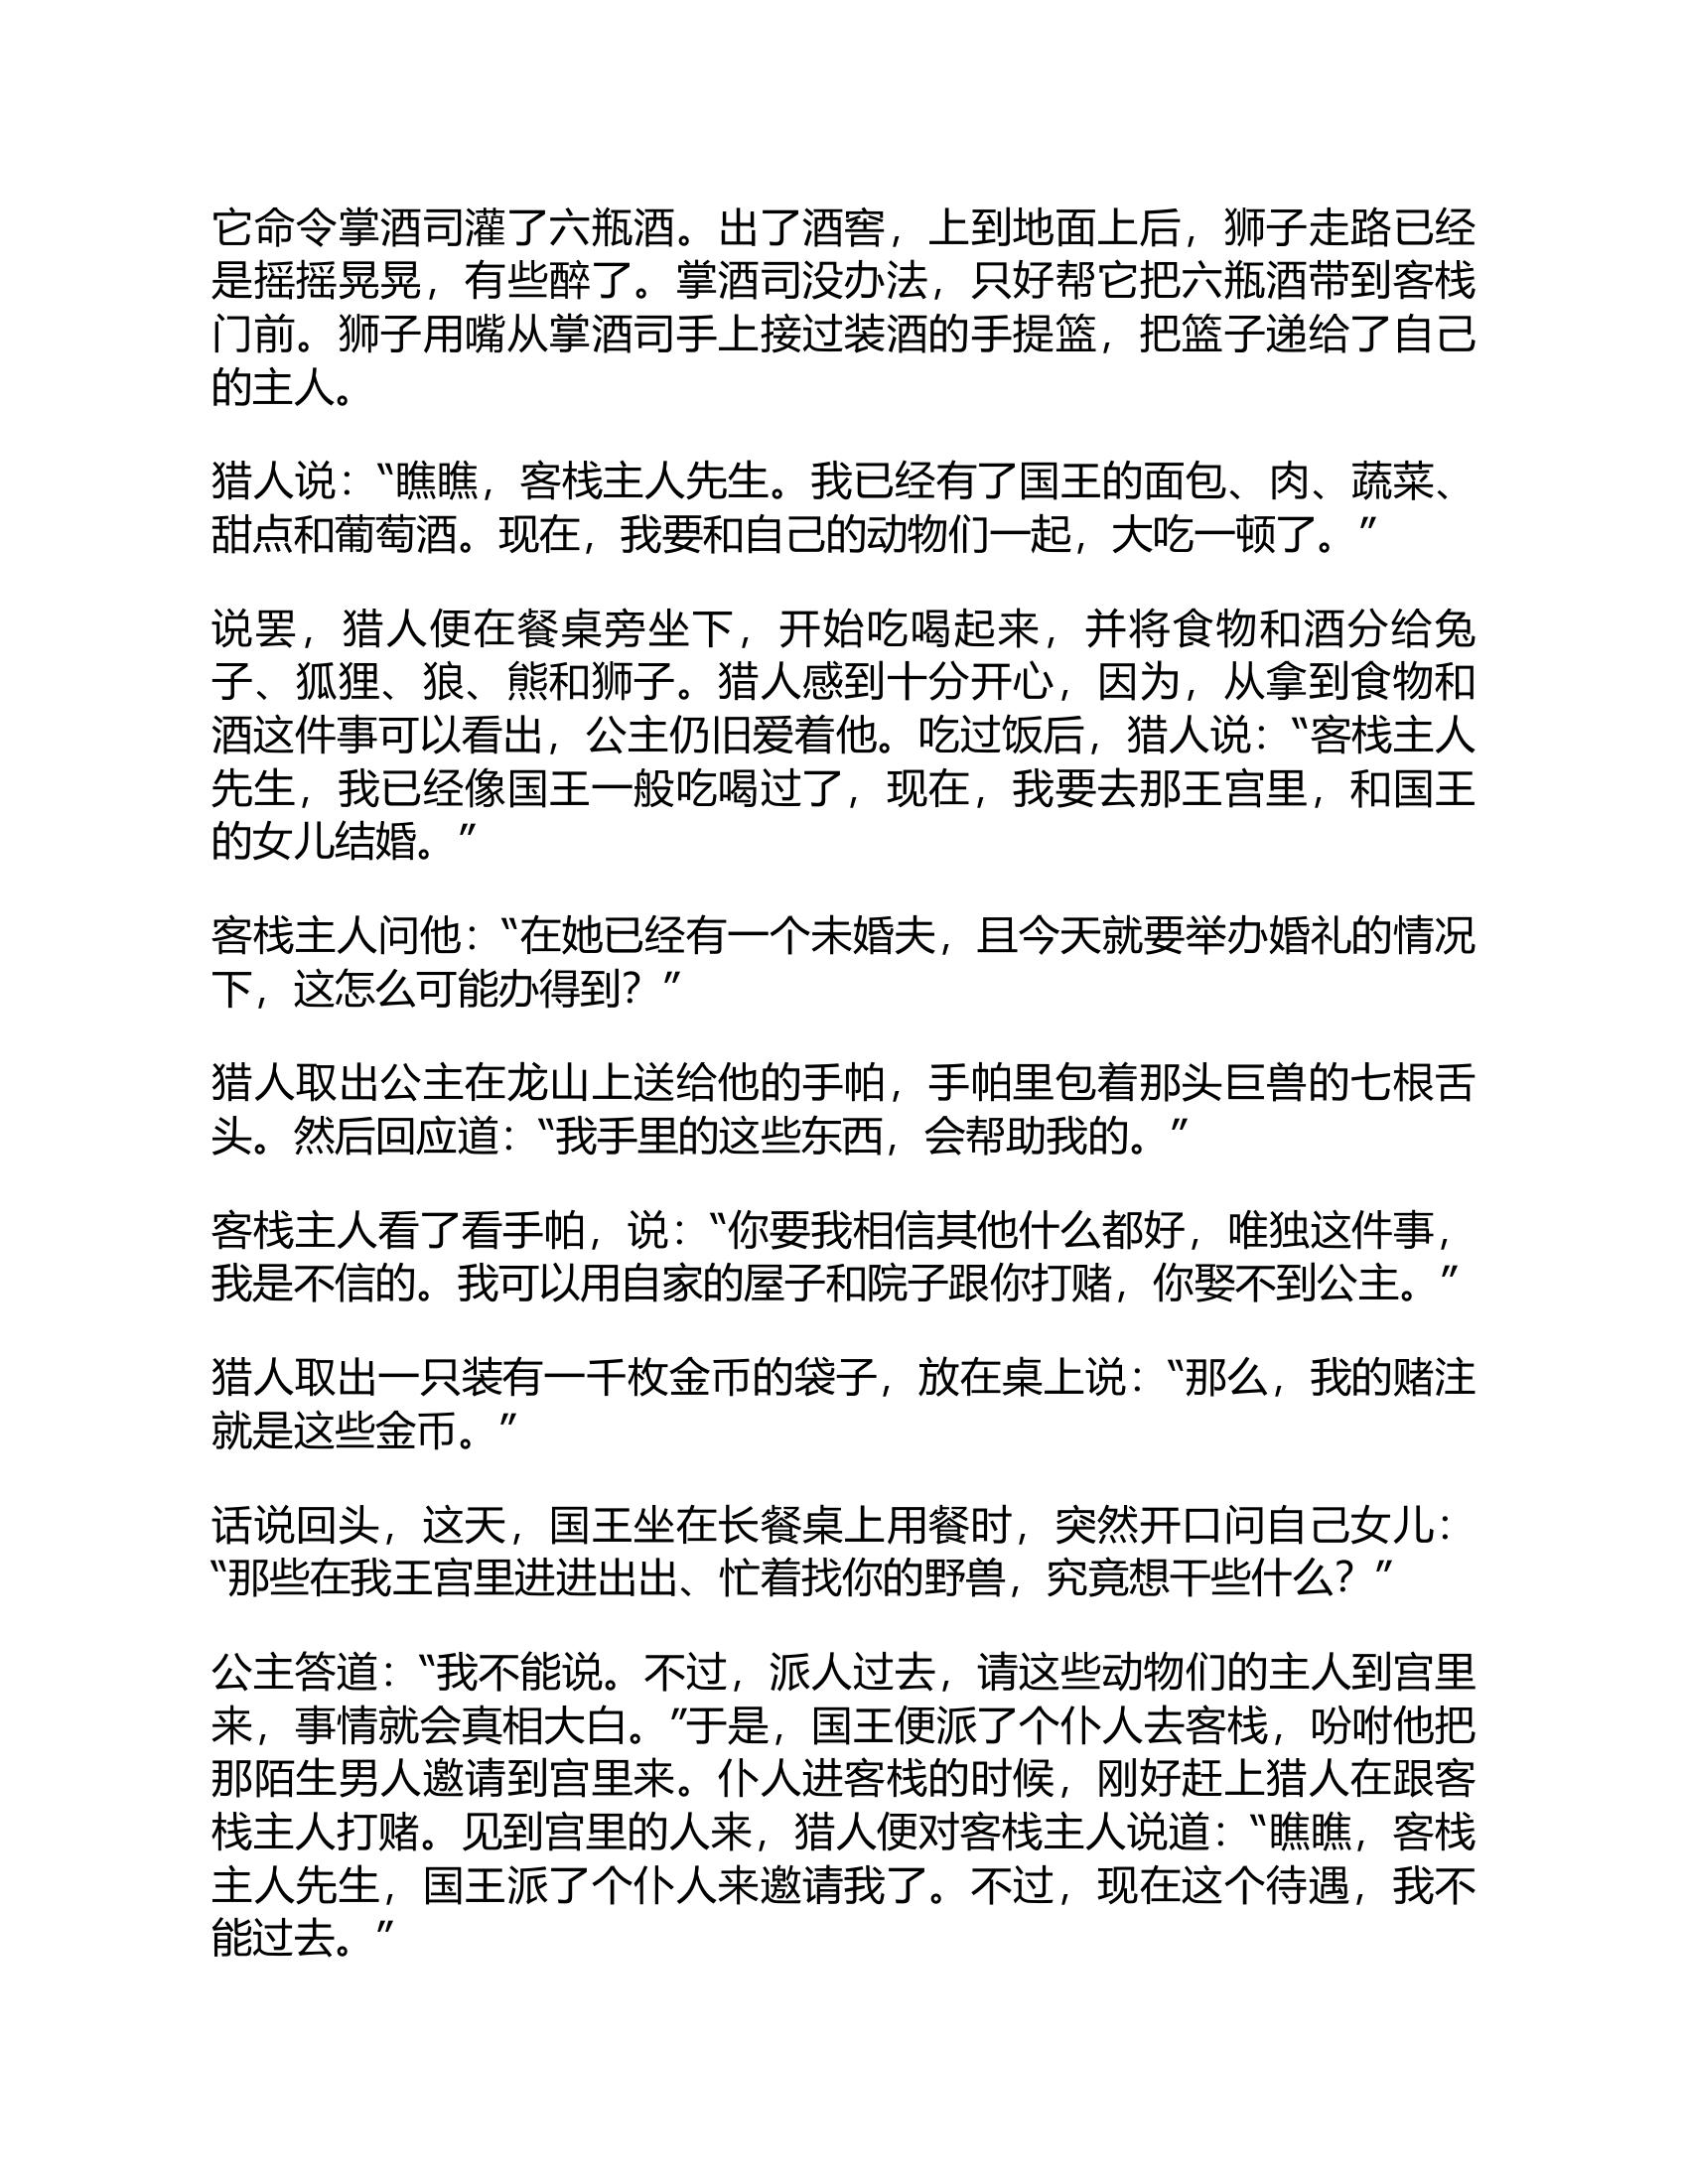 它命令掌酒司灌了六瓶酒。出了酒窖，上到地面上后，狮子走路已经
是摇摇晃晃，有些醉了。掌酒司没办法，只好帮它把六瓶酒带到客栈
门前。狮子用嘴从掌酒司手上接过装酒的手提篮，把篮子递给了自己
的主人。
猎人说：“瞧瞧，客栈主人先生。我已经有了国王的面包、肉、蔬菜、
甜点和葡萄酒。现在，我要和自己的动物们一起，大吃一顿了。”
说罢，猎人便在餐桌旁坐下，开始吃喝起来，并将食物和酒分给兔
子、狐狸、狼、熊和狮子。猎人感到十分开心，因为，从拿到食物和
酒这件事可以看出，公主仍旧爱着他。吃过饭后，猎人说：“客栈主人
先生，我已经像国王一般吃喝过了，现在，我要去那王宫里，和国王
的女儿结婚。”
客栈主人问他：“在她已经有一个未婚夫，且今天就要举办婚礼的情况
下，这怎么可能办得到？”
猎人取出公主在龙山上送给他的手帕，手帕里包着那头巨兽的七根舌
头。然后回应道：“我手里的这些东西，会帮助我的。”
客栈主人看了看手帕，说：“你要我相信其他什么都好，唯独这件事，
我是不信的。我可以用自家的屋子和院子跟你打赌，你娶不到公主。”
猎人取出一只装有一千枚金币的袋子，放在桌上说：“那么，我的赌注
就是这些金币。”
话说回头，这天，国王坐在长餐桌上用餐时，突然开口问自己女儿：
“那些在我王宫里进进出出、忙着找你的野兽，究竟想干些什么？”
公主答道：“我不能说。不过，派人过去，请这些动物们的主人到宫里
来，事情就会真相大白。”于是，国王便派了个仆人去客栈，吩咐他把
那陌生男人邀请到宫里来。仆人进客栈的时候，刚好赶上猎人在跟客
栈主人打赌。见到宫里的人来，猎人便对客栈主人说道：“瞧瞧，客栈
主人先生，国王派了个仆人来邀请我了。不过，现在这个待遇，我不
能过去。”